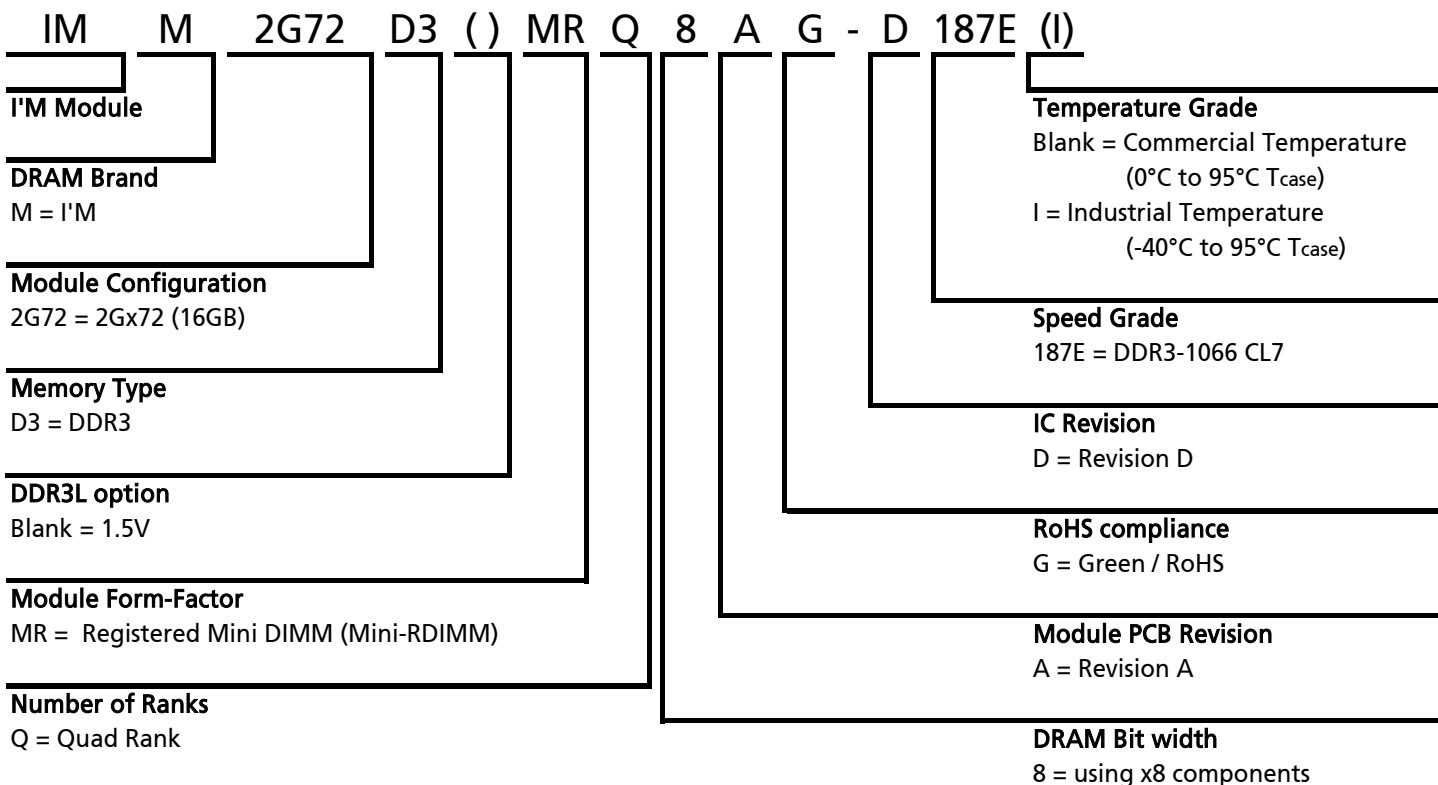 IM M 2G72 D3 ( ) MR Q 8 A G - D 187E (I)
I'M Module
DRAM Brand
M = I'M
Module Configuration
2G72 = 2Gx72 (16GB)
Memory Type
D3 = DDR3
DDR3L option
Blank = 1.5V
Module Form-Factor
MR = Registered Mini DIMM (Mini-RDIMM)
Number of Ranks
Q = Quad Rank
Temperature Grade
Blank = Commercial Temperature
(0°C to 95°C Tcase)
I = Industrial Temperature
(-40°C to 95°C Tcase)
Speed Grade
187E = DDR3-1066 CL7
IC Revision
D = Revision D
RoHS compliance
G = Green / RoHS
Module PCB Revision
A = Revision A
DRAM Bit width
8 = using x8 components